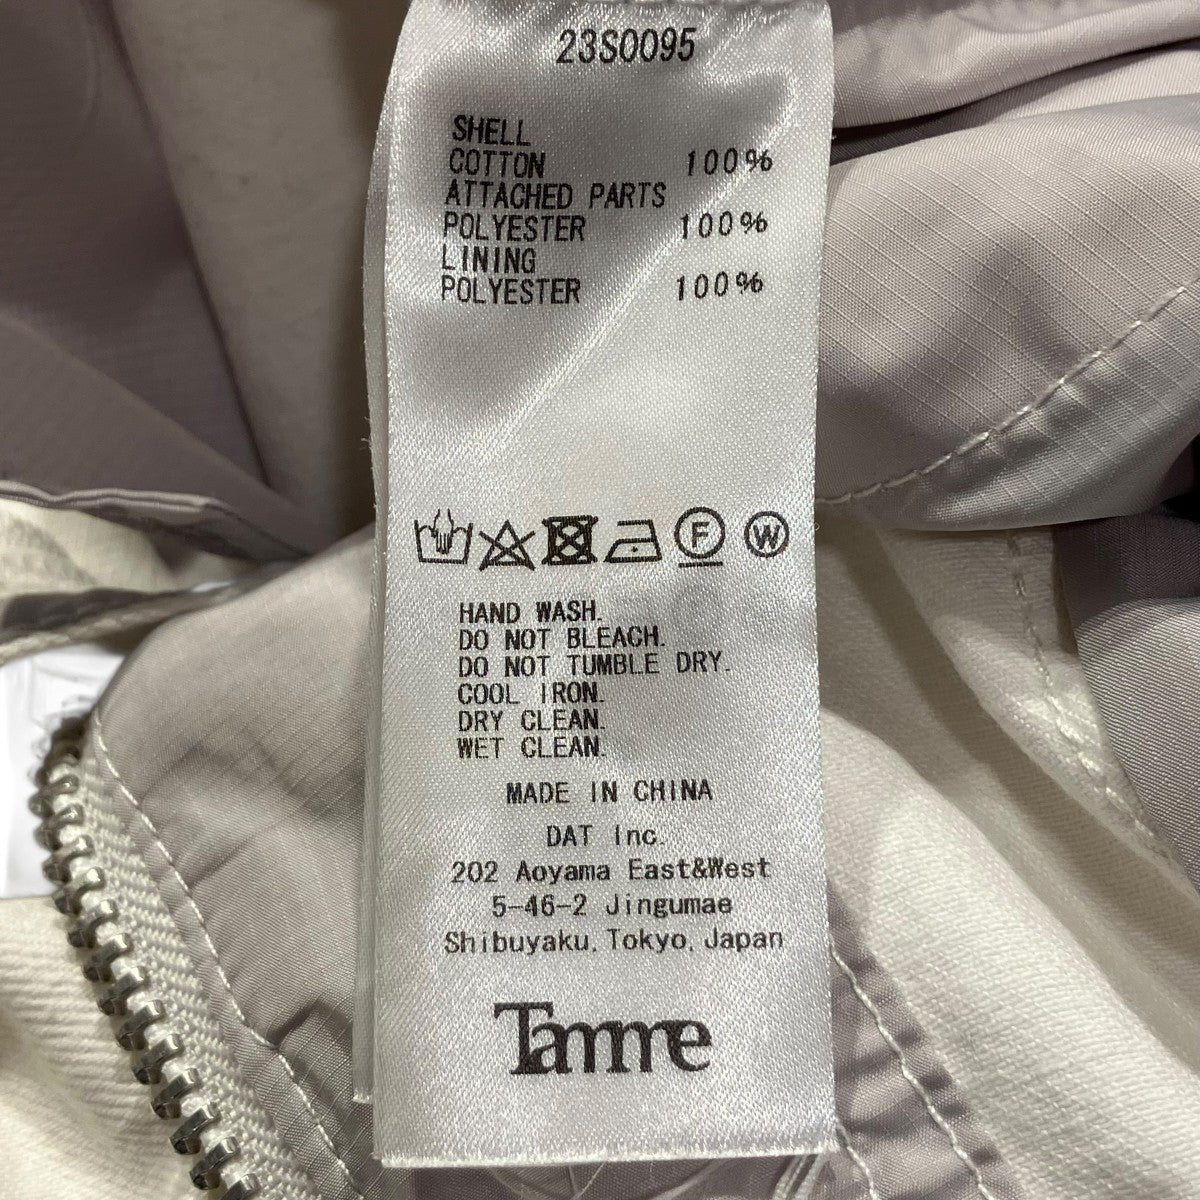 23S0095
SHELL
COTTON 100%
ATTACHED PARTS
POLYESTER 100%
LINING
POLYESTER 100%
F W
HAND WASH.
DO NOT BLEACH.
DO NOT TUMBLE DRY.
COOL IRON.
DRY CLEAN.
WET CLEAN.
MADE IN CHINA
DAT Inc.
202 Aoyama East&West
5-46-2 Jingumae
Shibuyaku, Tokyo, Japan
Tamme